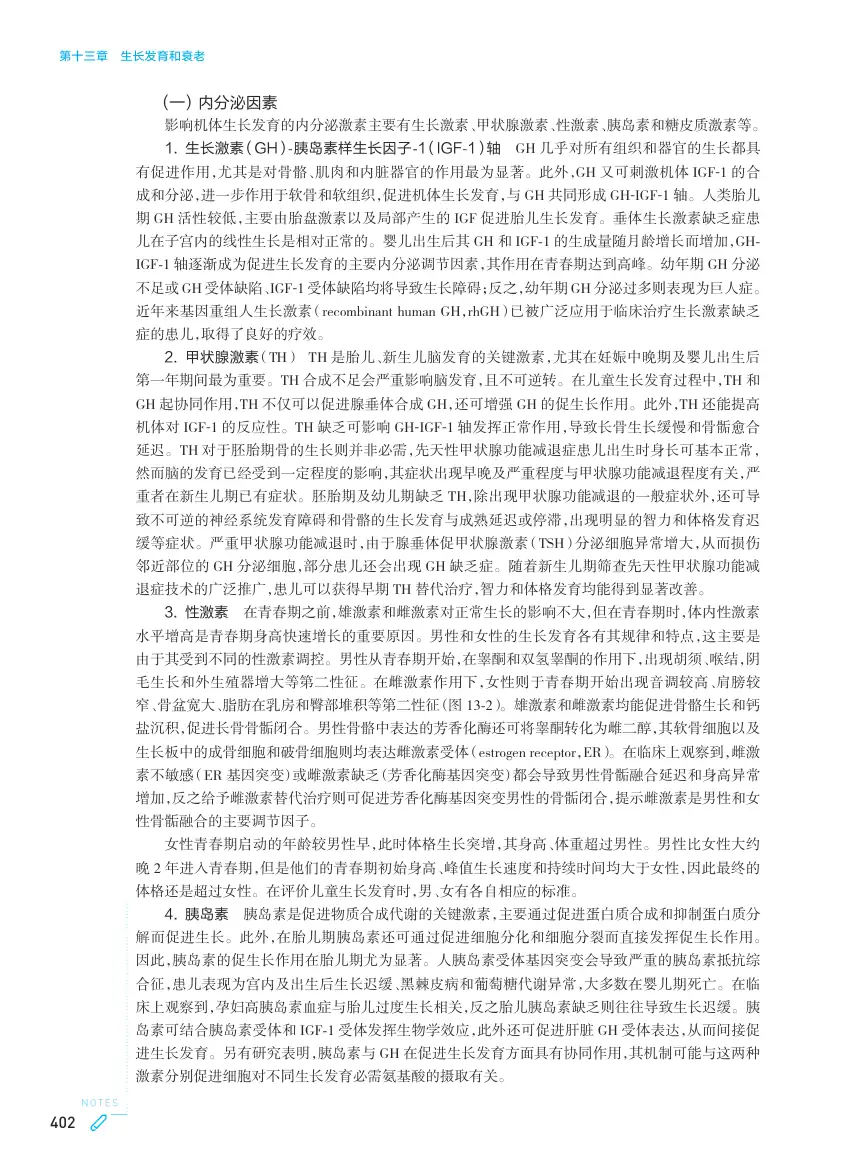 第十三章 生长发育和衰老
（一）内分泌因素
影响机体生长发育的内分泌激素主要有生长激素、甲状腺激素、性激素、胰岛素和糖皮质激素等。
1. 生长激素（GH）-胰岛素样生长因子-1（IGF-1）轴 GH 几乎对所有组织和器官的生长都具
有促进作用，尤其是对骨骼、肌肉和内脏器官的作用最为显著。此外，GH 又可刺激机体 IGF-1 的合
成和分泌，进一步作用于软骨和软组织，促进机体生长发育，与 GH 共同形成 GH-IGF-1 轴。人类胎儿
期 GH 活性较低，主要由胎盘激素以及局部产生的 IGF 促进胎儿生长发育。垂体生长激素缺乏症患
儿在子宫内的线性生长是相对正常的。婴儿出生后其 GH 和 IGF-1 的生成量随月龄增长而增加，GH-
IGF-1 轴逐渐成为促进生长发育的主要内分泌调节因素，其作用在青春期达到高峰。幼年期 GH 分泌
不足或 GH 受体缺陷、IGF-1 受体缺陷均将导致生长障碍；反之，幼年期 GH 分泌过多则表现为巨人症。
近年来基因重组人生长激素（recombinant human GH，rhGH）已被广泛应用于临床治疗生长激素缺乏
症的患儿，取得了良好的疗效。
2. 甲状腺激素（TH） TH 是胎儿、新生儿脑发育的关键激素，尤其在妊娠中晚期及婴儿出生后
第一年期间最为重要。TH 合成不足会严重影响脑发育，且不可逆转。在儿童生长发育过程中，TH 和
GH 起协同作用，TH 不仅可以促进腺垂体合成 GH，还可增强 GH 的促生长作用。此外，TH 还能提高
机体对 IGF-1 的反应性。TH 缺乏可影响 GH-IGF-1 轴发挥正常作用，导致长骨生长缓慢和骨骺愈合
延迟。TH 对于胚胎期骨的生长则并非必需，先天性甲状腺功能减退症患儿出生时身长可基本正常，
然而脑的发育已经受到一定程度的影响，其症状出现早晚及严重程度与甲状腺功能减退程度有关，严
重者在新生儿期已有症状。胚胎期及幼儿期缺乏 TH，除出现甲状腺功能减退的一般症状外，还可导
致不可逆的神经系统发育障碍和骨骼的生长发育与成熟延迟或停滞，出现明显的智力和体格发育迟
缓等症状。严重甲状腺功能减退时，由于腺垂体促甲状腺激素（TSH）分泌细胞异常增大，从而损伤
邻近部位的 GH 分泌细胞，部分患儿还会出现 GH 缺乏症。随着新生儿期筛查先天性甲状腺功能减
退症技术的广泛推广，患儿可以获得早期 TH 替代治疗，智力和体格发育均能得到显著改善。
3. 性激素 在青春期之前，雄激素和雌激素对正常生长的影响不大，但在青春期时，体内性激素
水平增高是青春期身高快速增长的重要原因。男性和女性的生长发育各有其规律和特点，这主要是
由于其受到不同的性激素调控。男性从青春期开始，在睾酮和双氢睾酮的作用下，出现胡须、喉结，阴
毛生长和外生殖器增大等第二性征。在雌激素作用下，女性则于青春期开始出现音调较高、肩膀较
窄、骨盆宽大、脂肪在乳房和臀部堆积等第二性征（图 13-2）。雄激素和雌激素均能促进骨骼生长和钙
盐沉积，促进长骨骨骺闭合。男性骨骼中表达的芳香化酶还可将睾酮转化为雌二醇，其软骨细胞以及
生长板中的成骨细胞和破骨细胞则均表达雌激素受体（estrogen receptor，ER）。在临床上观察到，雌激
素不敏感（ER 基因突变）或雌激素缺乏（芳香化酶基因突变）都会导致男性骨骺融合延迟和身高异常
增加，反之给予雌激素替代治疗则可促进芳香化酶基因突变男性的骨骺闭合，提示雌激素是男性和女
性骨骺融合的主要调节因子。
女性青春期启动的年龄较男性早，此时体格生长突增，其身高、体重超过男性。男性比女性大约
晚 2 年进入青春期，但是他们的青春期初始身高、峰值生长速度和持续时间均大于女性，因此最终的
体格还是超过女性。在评价儿童生长发育时，男、女有各自相应的标准。
4. 胰岛素 胰岛素是促进物质合成代谢的关键激素，主要通过促进蛋白质合成和抑制蛋白质分
解而促进生长。此外，在胎儿期胰岛素还可通过促进细胞分化和细胞分裂而直接发挥促生长作用。
因此，胰岛素的促生长作用在胎儿期尤为显著。人胰岛素受体基因突变会导致严重的胰岛素抵抗综
合征，患儿表现为宫内及出生后生长迟缓、黑棘皮病和葡萄糖代谢异常，大多数在婴儿期死亡。在临
床上观察到，孕妇高胰岛素血症与胎儿过度生长相关，反之胎儿胰岛素缺乏则往往导致生长迟缓。胰
岛素可结合胰岛素受体和 IGF-1 受体发挥生物学效应，此外还可促进肝脏 GH 受体表达，从而间接促
进生长发育。另有研究表明，胰岛素与 GH 在促进生长发育方面具有协同作用，其机制可能与这两种
激素分别促进细胞对不同生长发育必需氨基酸的摄取有关。
NOTES
402